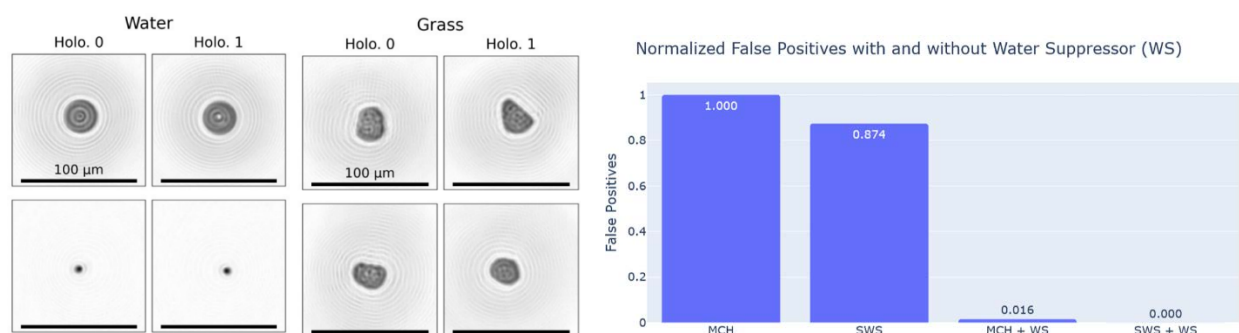 Water
Holo. 0 Holo. 1
100 μm
Grass
Holo. 0 Holo. 1
100 μm
Normalized False Positives with and without Water Suppressor (WS)
False Positives
1
0.8
0.6
0.4
0.2
0
1.000
0.874
0.016
0.000
MCH SWS MCH + WS SWS + WS